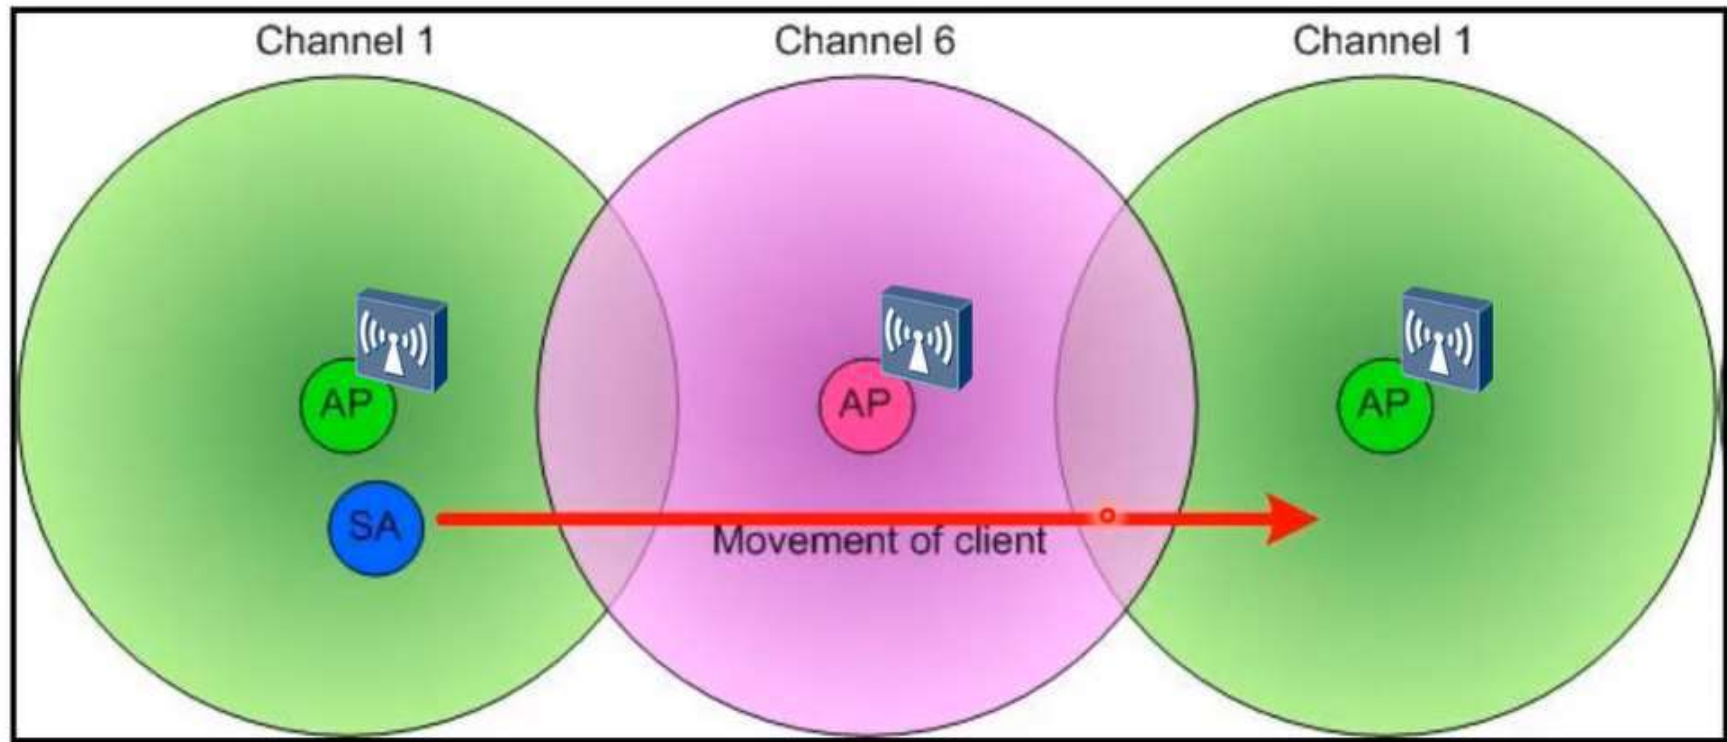 Channel 1
Channel 6
Channel 1
AP
AP
AP
SA
Movement of client